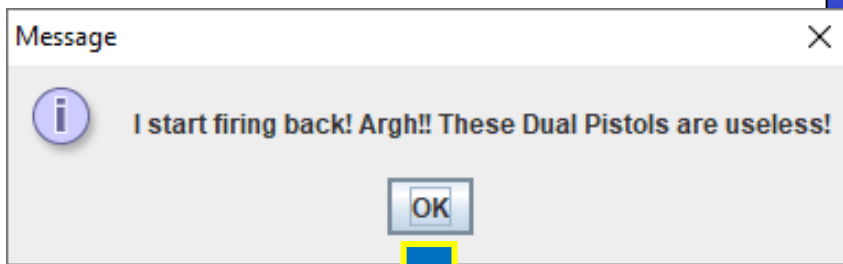 Message
I start firing back! Argh!! These Dual Pistols are useless!
OK